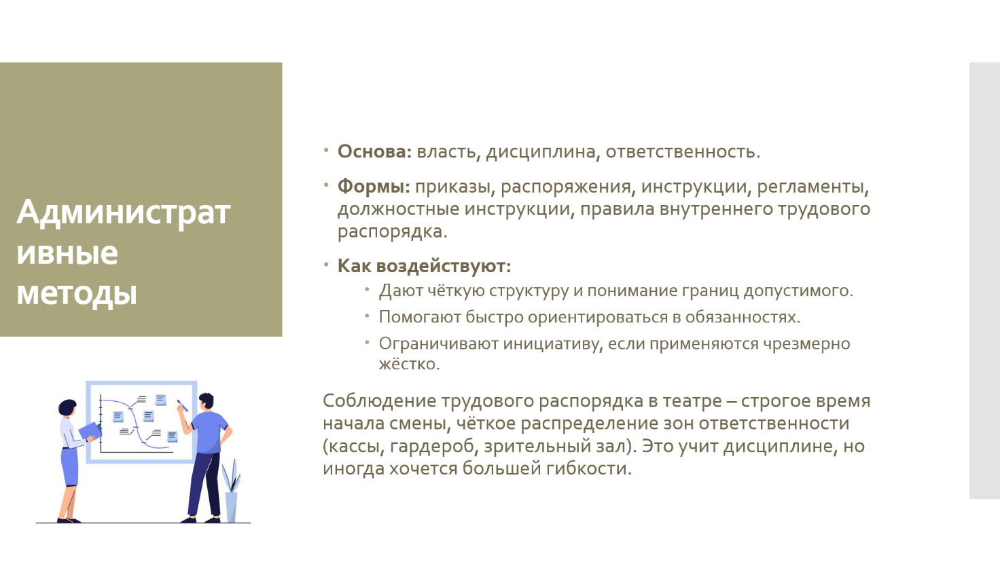 Административные
методы
• Основа: власть, дисциплина, ответственность.
• Формы: приказы, распоряжения, инструкции, регламенты,
должностные инструкции, правила внутреннего трудового
распорядка.
• Как воздействуют:
• Дают чёткую структуру и понимание границ допустимого.
• Помогают быстро ориентироваться в обязанностях.
• Ограничивают инициативу, если применяются чрезмерно
жёстко.
Соблюдение трудового распорядка в театре – строгое время
начала смены, чёткое распределение зон ответственности
(кассы, гардероб, зрительный зал). Это учит дисциплине, но
иногда хочется большей гибкости.